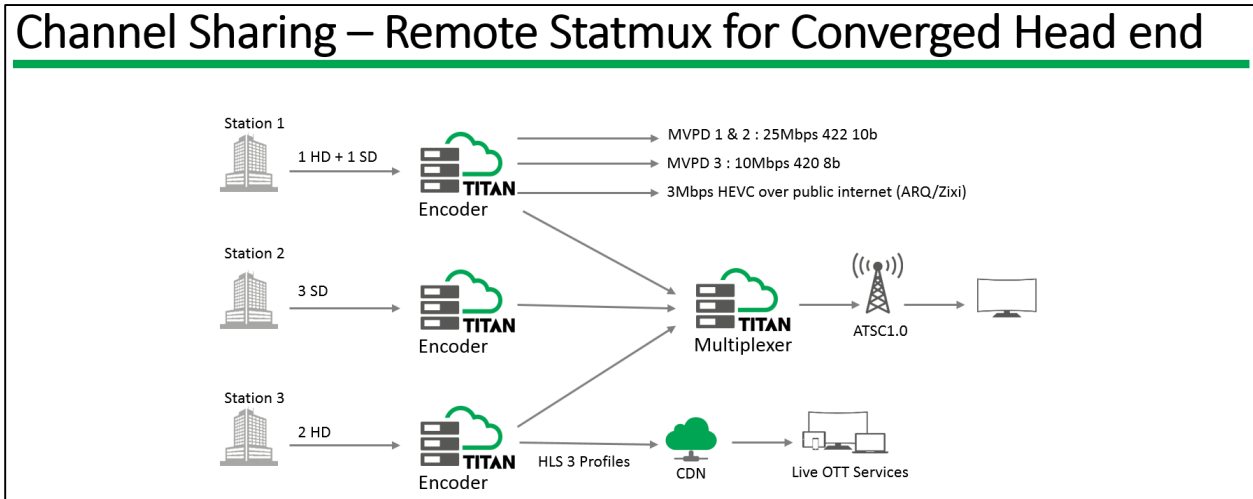 Channel Sharing – Remote Statmux for Converged Head end
Station 1
1 HD + 1 SD
TITAN
Encoder
MVPD 1 & 2 : 25Mbps 422 10b
MVPD 3 : 10Mbps 420 8b
3Mbps HEVC over public internet (ARQ/Zixi)
Station 2
3 SD
TITAN
Encoder
TITAN
Multiplexer
ATSC1.0
Station 3
2 HD
TITAN
Encoder
HLS 3 Profiles
CDN
Live OTT Services